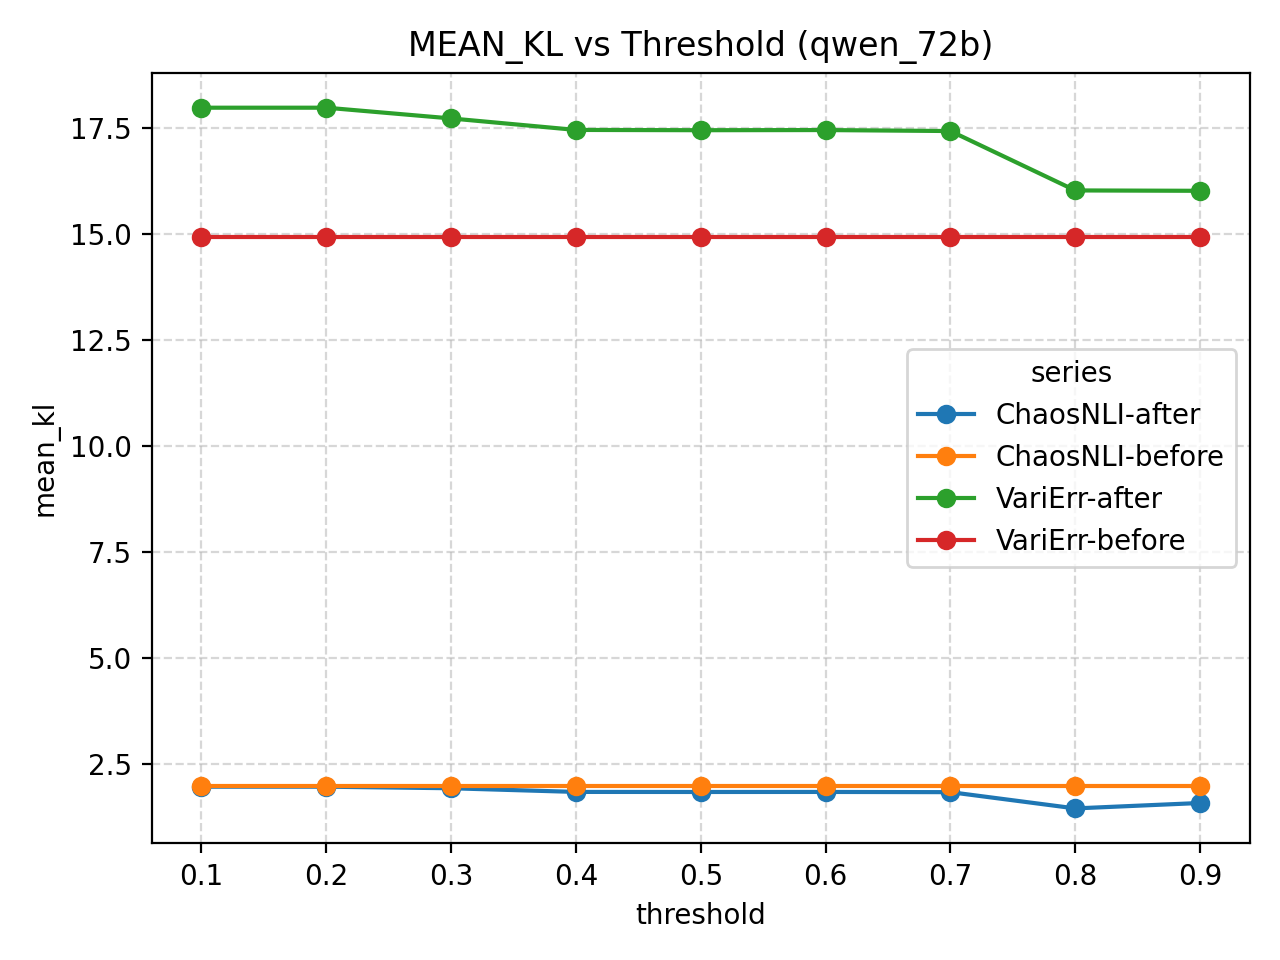 MEAN_KL vs Threshold (qwen_72b)
mean_kl
17.5
15.0
12.5
10.0
7.5
5.0
2.5
series
ChaosNLI-after
ChaosNLI-before
VariErr-after
VariErr-before
0.1 0.2 0.3 0.4 0.5 0.6 0.7 0.8 0.9
threshold